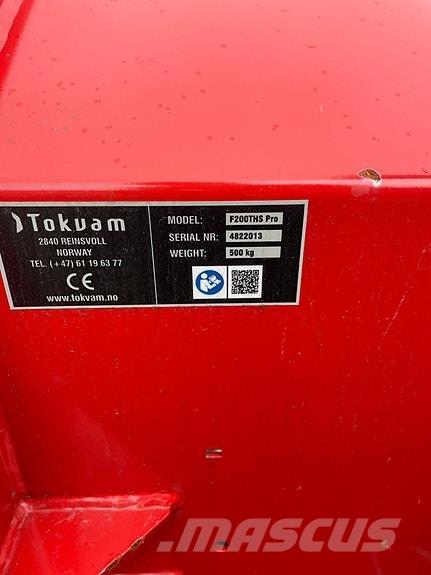 Tokvam
2840 REINSVOLL
NORWAY
TEL. (+47) 61 19 63 77
CE
www.tokvam.no
MODEL: F200THS Pro
SERIAL NR: 4822013
WEIGHT: 500 kg
MASCUS